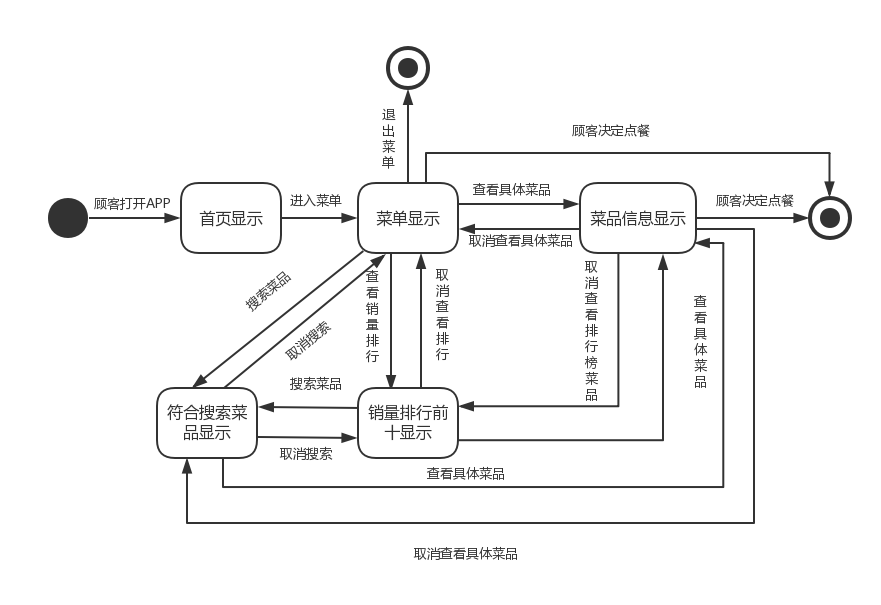 顾客决定点餐
退出菜单
顾客打开APP
首页显示
进入菜单
菜单显示
查看具体菜品
取消查看具体菜品
菜品信息显示
顾客决定点餐
搜索菜品
取消搜索
查看销量排行
取消查看排行
取消查看排行榜菜品
查看具体菜品
符合搜索菜
品显示
搜索菜品
取消搜索
销量排行前
十显示
查看具体菜品
取消查看具体菜品